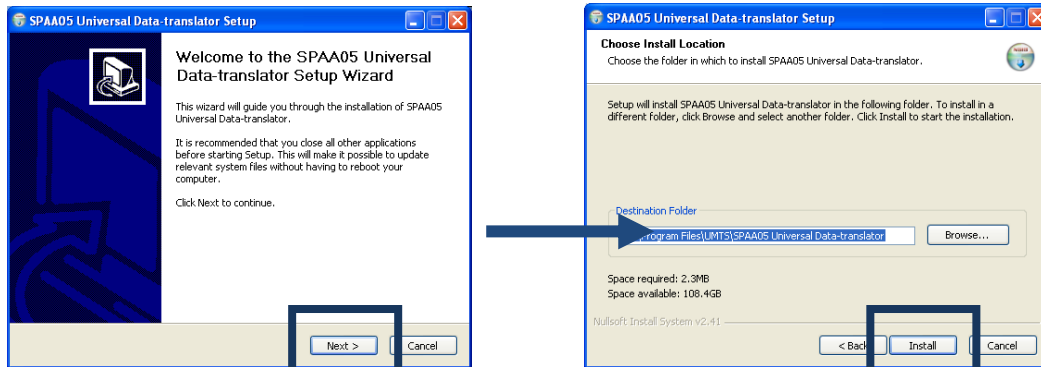 SPAA05 Universal Data-translator Setup
Welcome to the SPAA05 Universal
Data-translator Setup Wizard
This wizard will guide you through the installation of SPAA05
Universal Data-translator.
It is recommended that you close all other applications
before starting Setup. This will make it possible to update
relevant system files without having to reboot your
computer.
Click Next to continue.
Next >
Cancel
SPAA05 Universal Data-translator Setup
Choose Install Location
Choose the folder in which to install SPAA05 Universal Data-translator.
Setup will install SPAA05 Universal Data-translator in the following folder. To install in a
different folder, click Browse and select another folder. Click Install to start the installation.
Destination Folder
Program Files\UMTS\SPAA05 Universal Data-translator
Browse...
Space required: 2.3MB
Space available: 108.4GB
Nullsoft Install System v2.41
< Back
Install
Cancel